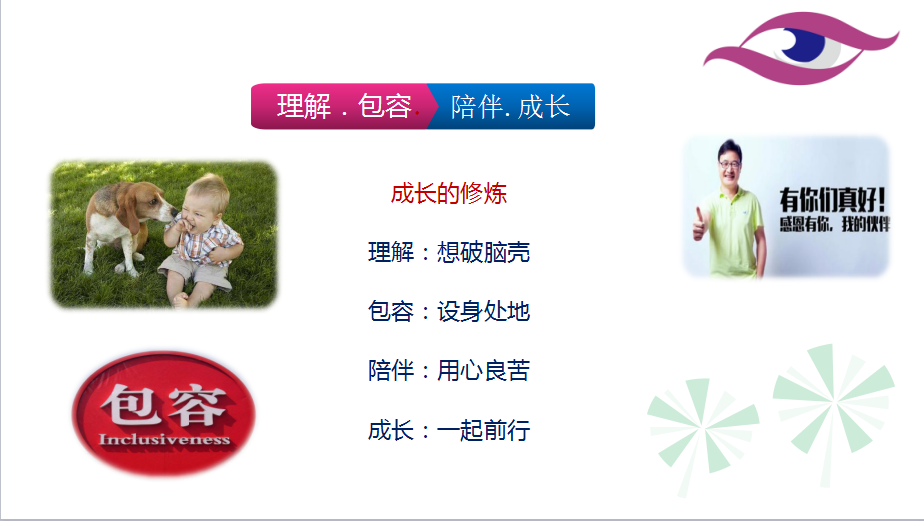 理解．包容.
陪伴. 成长
成长的修炼
理解：想破脑壳
包容：设身处地
陪伴：用心良苦
成长：一起前行
包容
Inclusiveness
有你们真好！
感恩有你，我的伙伴